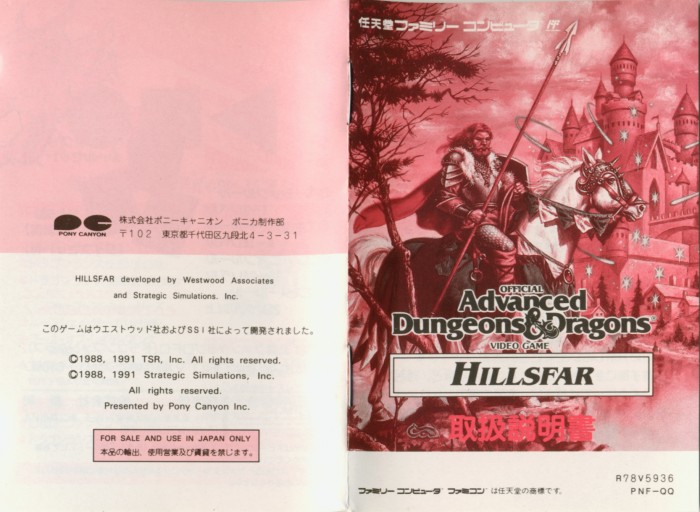 PONY CANYON
株式会社ポニーキャニオン ポニカ制作部
〒102 東京都千代田区九段北4-3-31
HILLSFAR developed by Westwood Associates
and Strategic Simulations. Inc.
このゲームはウエストウッド社およびSSI社によって開発されました。
©1988, 1991 TSR, Inc. All rights reserved.
©1988, 1991 Strategic Simulations, Inc.
All rights reserved.
Presented by Pony Canyon Inc.
FOR SALE AND USE IN JAPAN ONLY
本品の輸出、使用営業及び賃貸を禁じます。
任天堂ファミリーコンピュータ FF
OFFICIAL
Advanced
Dungeons & Dragons®
VIDEO GAME
HILLSFAR
取扱説明書
ファミリーコンピュータ ファミコン は任天堂の商標です。
R78V5936
PNF-QQ